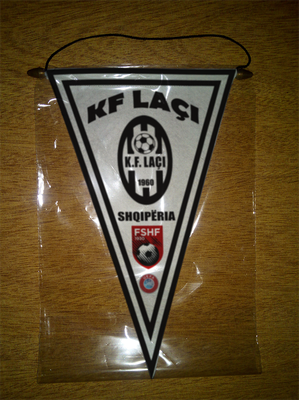 KF LAÇI
K.F. LAÇI
1960
SHQIPËRIA
FSHF